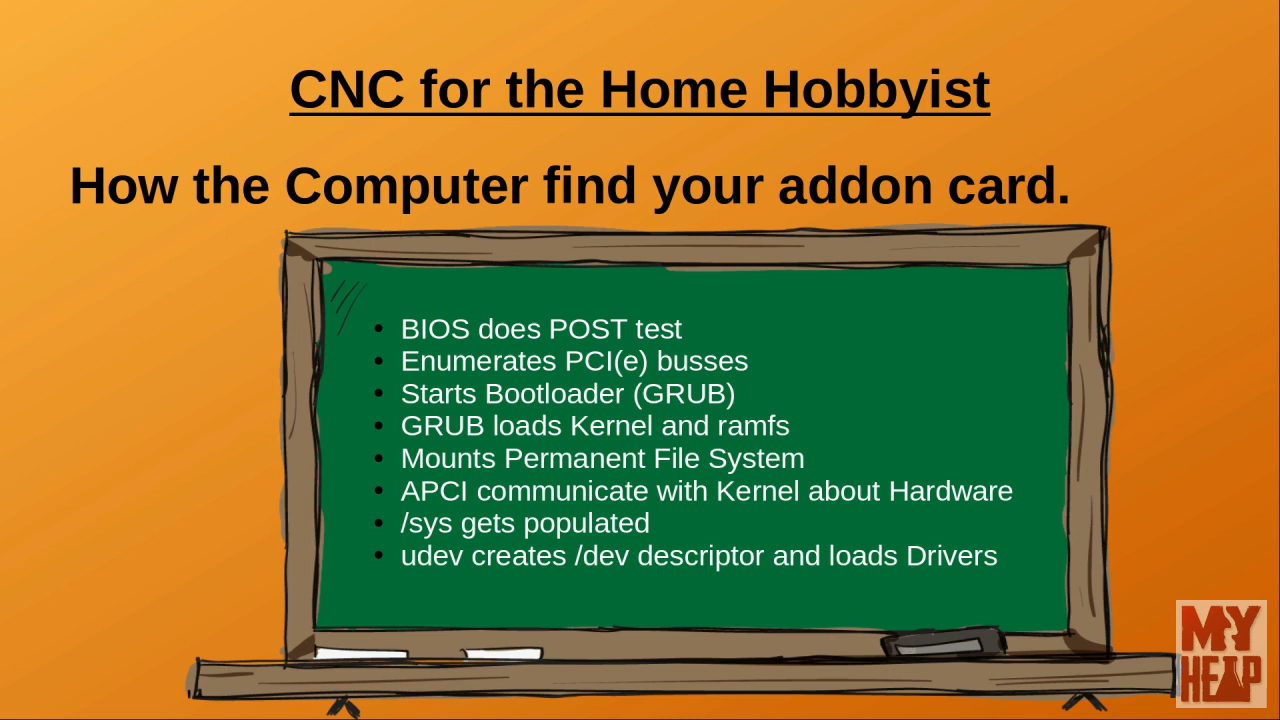 CNC for the Home Hobbyist
How the Computer find your addon card.
• BIOS does POST test
• Enumerates PCI(e) busses
• Starts Bootloader (GRUB)
• GRUB loads Kernel and ramfs
• Mounts Permanent File System
• APCI communicate with Kernel about Hardware
• /sys gets populated
• udev creates /dev descriptor and loads Drivers
MY
HEAP